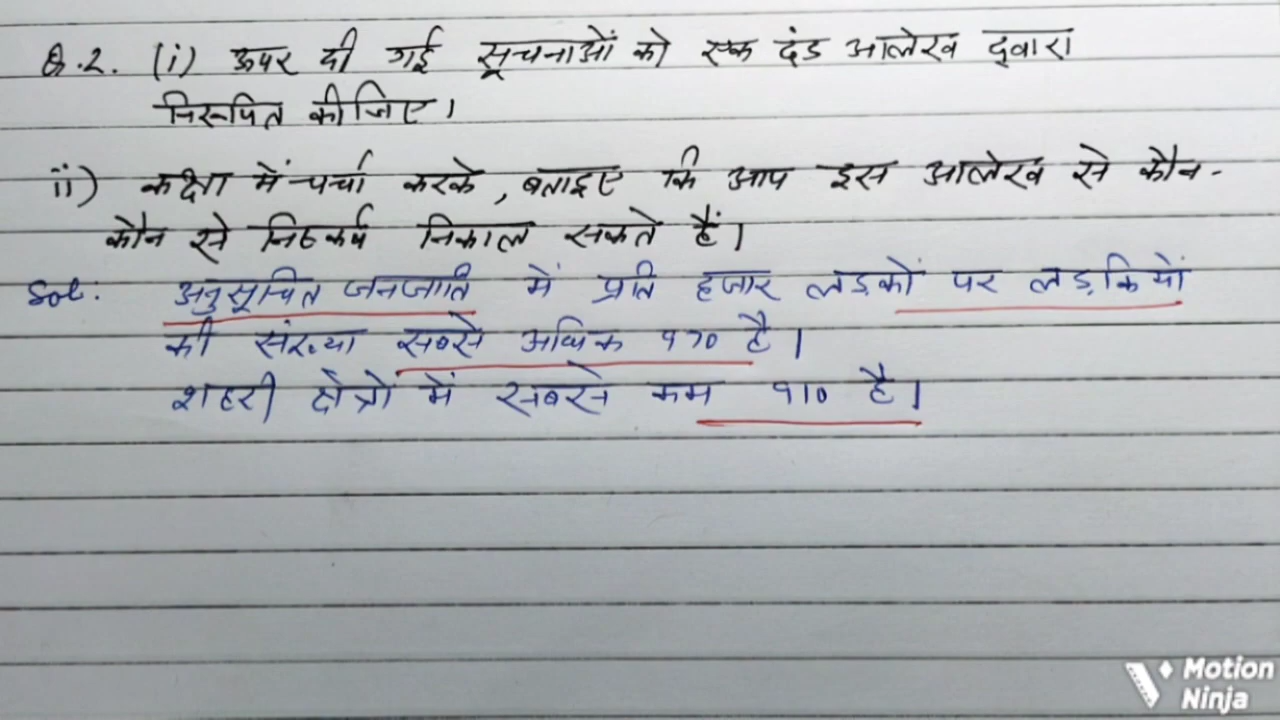 Q.2. (i) ऊपर दी गई सूचनाओं को एक दंड आलेख द्वारा
निरूपित कीजिए।
ii) कक्षा में चर्चा करके, बताइए कि आप इस आलेख से कौन-
कौन से निष्कर्ष निकाल सकते हैं।
Sol: अनुसूचित जनजाति में प्रति हजार लडकों पर लड़कियों
की संख्या सबसे अधिक 970 है।
शहरी क्षेत्रों में सबसे कम 910 है।
Motion
Ninja